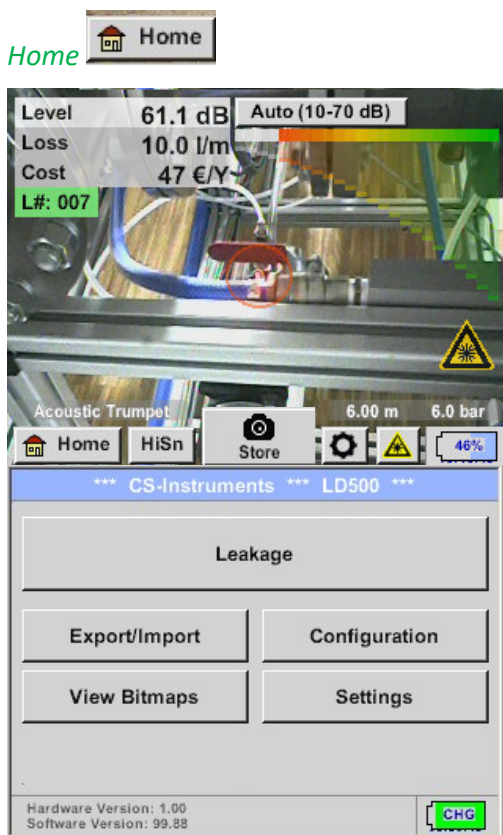 Home Home
Level 61.1 dB Auto (10-70 dB)
Loss 10.0 l/m
Cost 47 €/Y
L#: 007
Acoustic Trumpet 6.00 m 6.0 bar
Home HiSn Store 46%
*** CS-Instruments *** LD500 ***
Leakage
Export/Import Configuration
View Bitmaps Settings
Hardware Version: 1.00
Software Version: 99.88 CHG